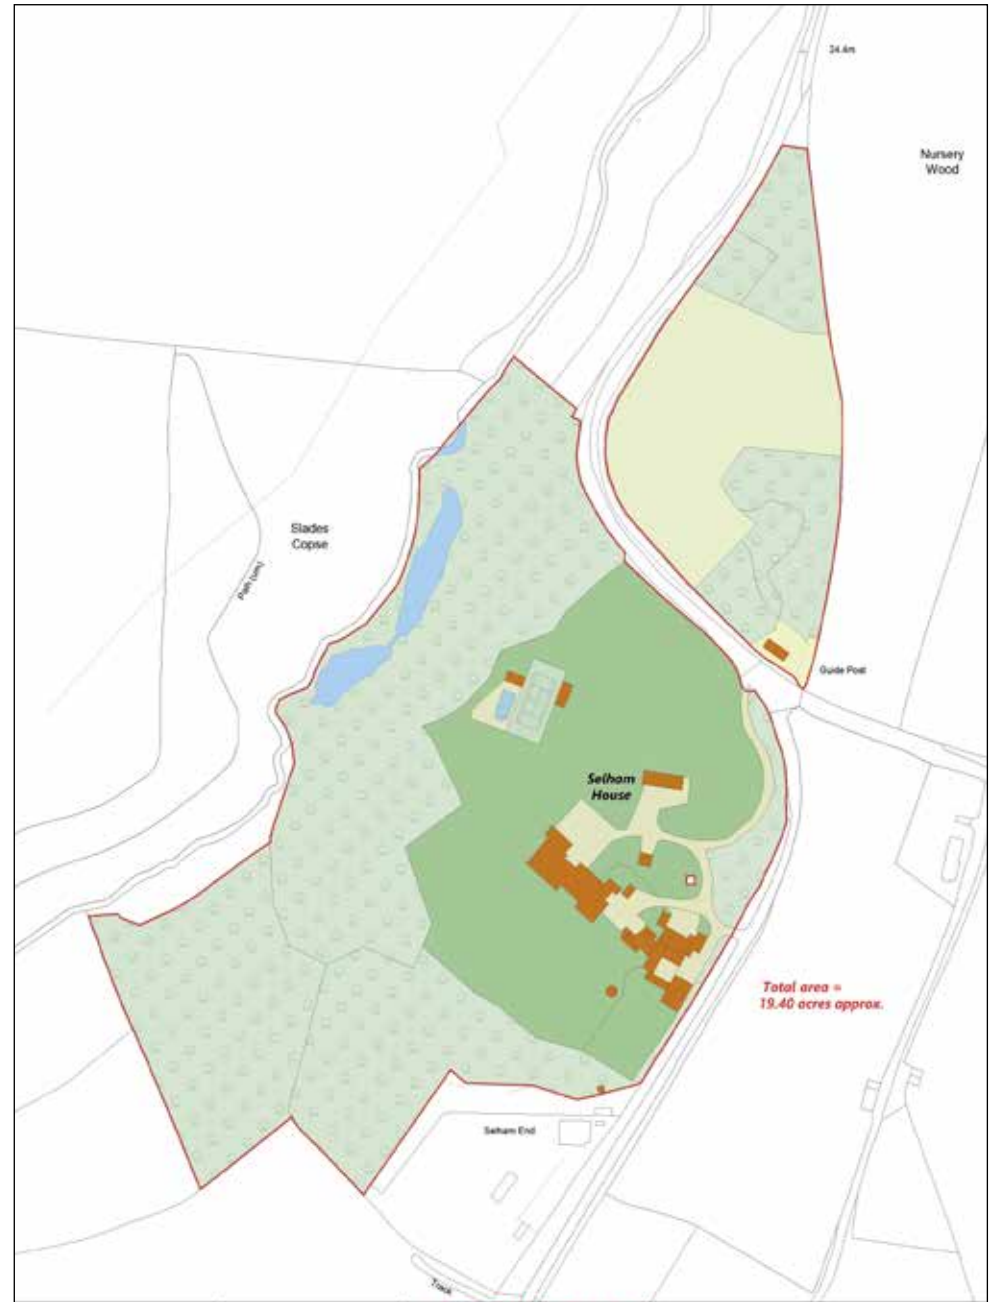 24.4m
Nursery
Wood
Slades
Copse
Path (um)
Guide Post
Selham
House
Total area =
19.40 acres approx.
Selham End
Track